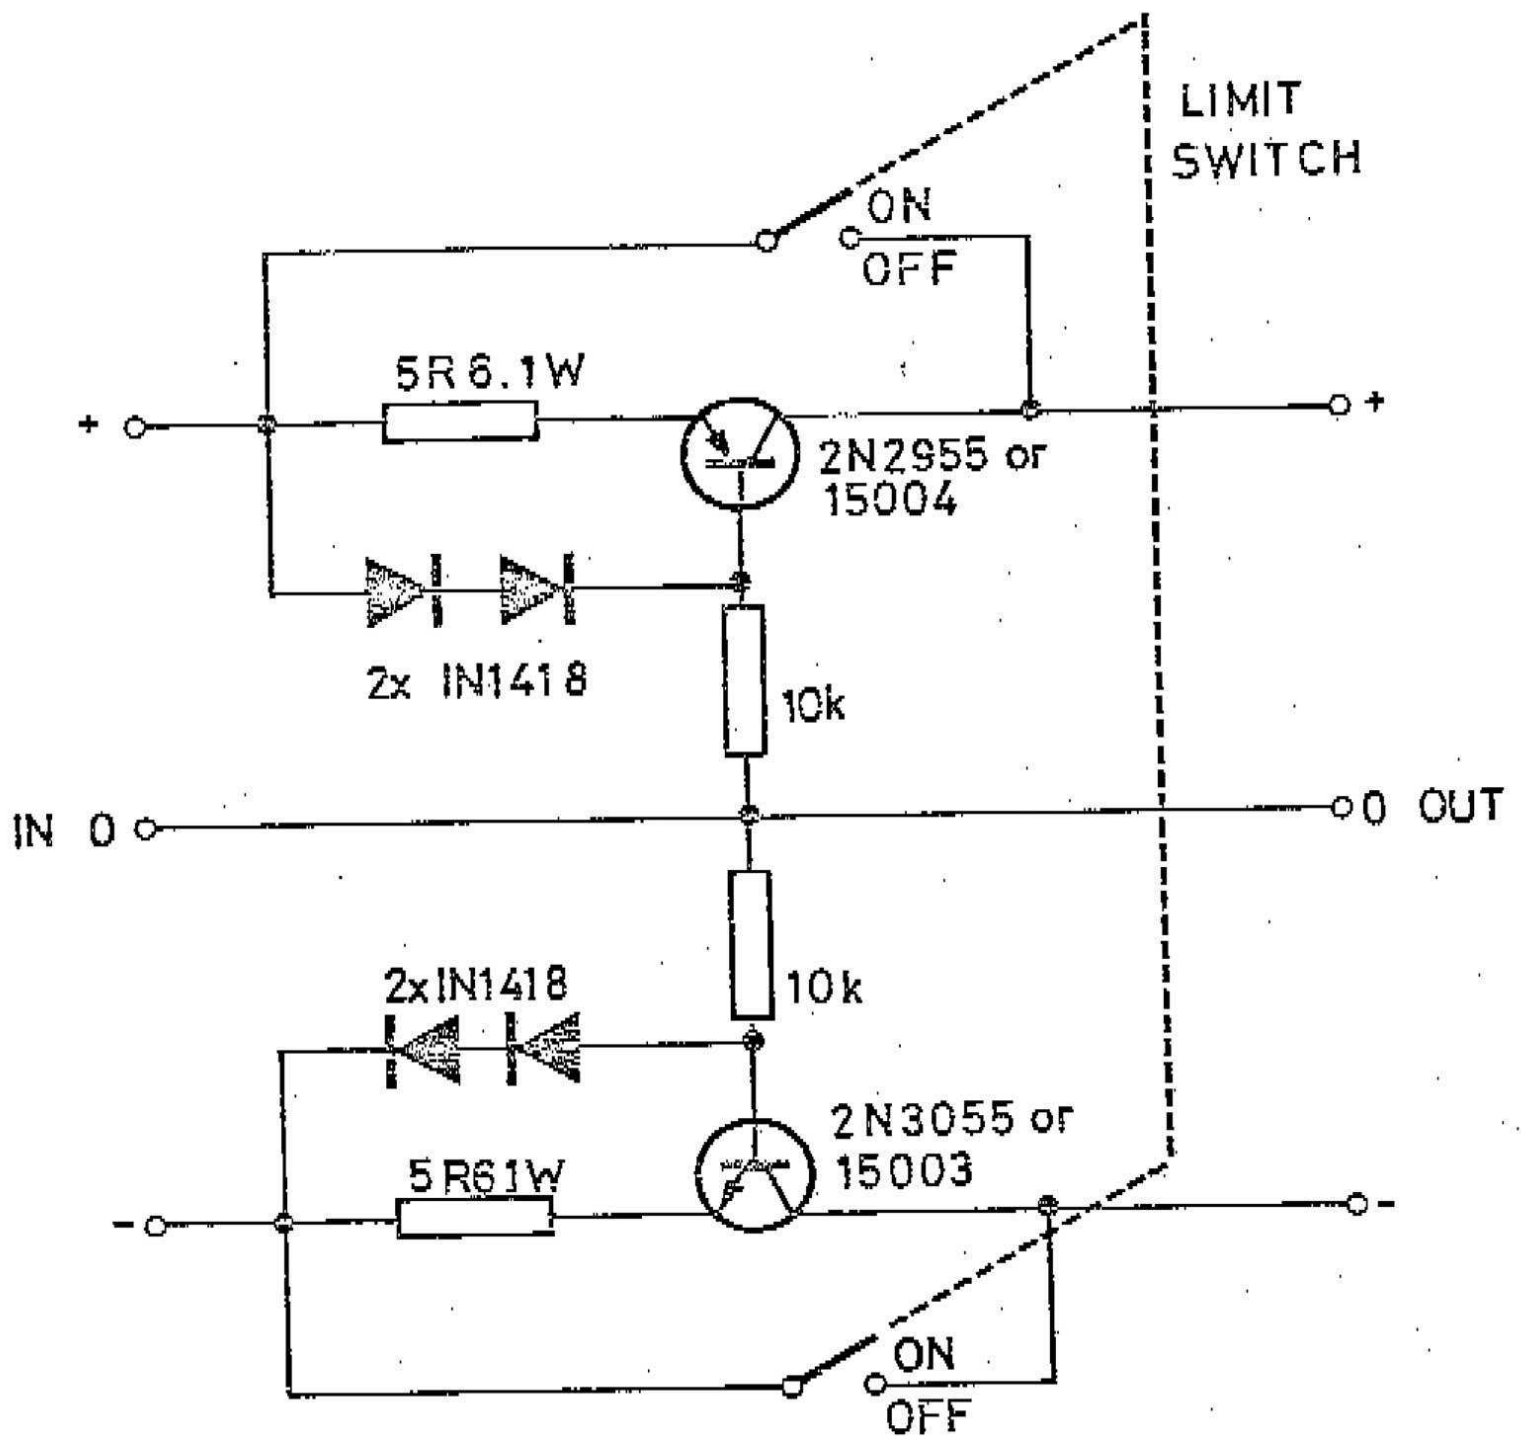 LIMIT
SWITCH
ON
OFF
5R6.1W
+
+
2N2955 or
15004
2x IN1418
10k
IN 0
0 OUT
2xIN1418
10k
2N3055 or
15003
5R61W
-
-
ON
OFF